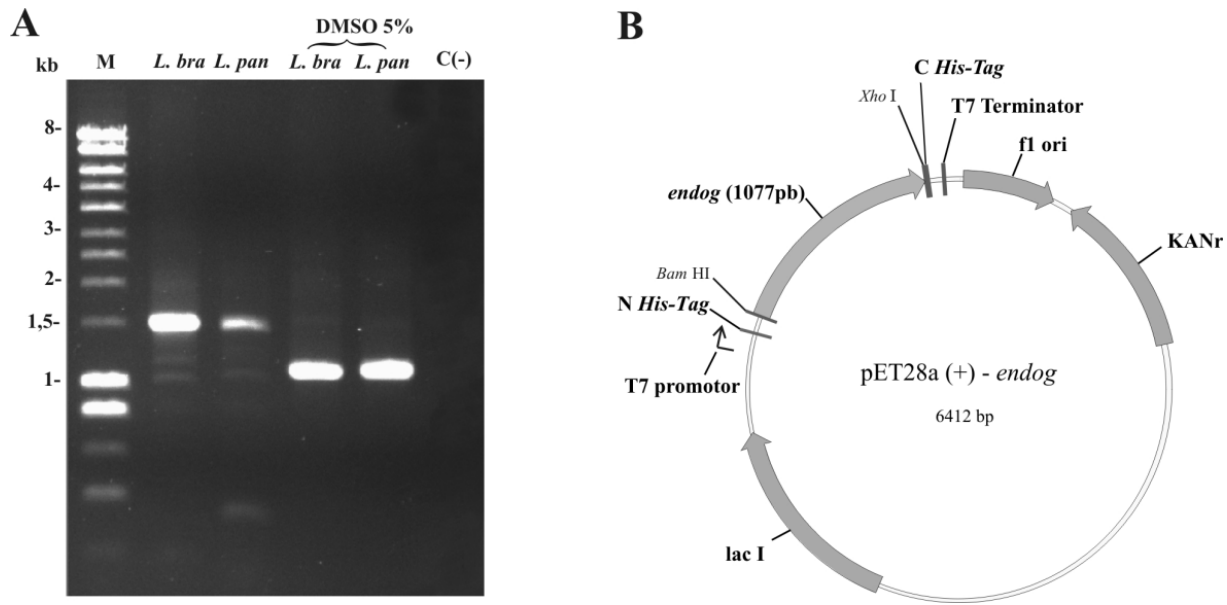 A
DMSO 5%
kb M L. bra L. pan L. bra L. pan C(-)
8-
4-
3-
2-
1,5-
1-
B
C His-Tag
Xho I
T7 Terminator
f1 ori
endog (1077pb)
KANr
Bam HI
N His-Tag
T7 promotor
pET28a (+) - endog
6412 bp
lac I